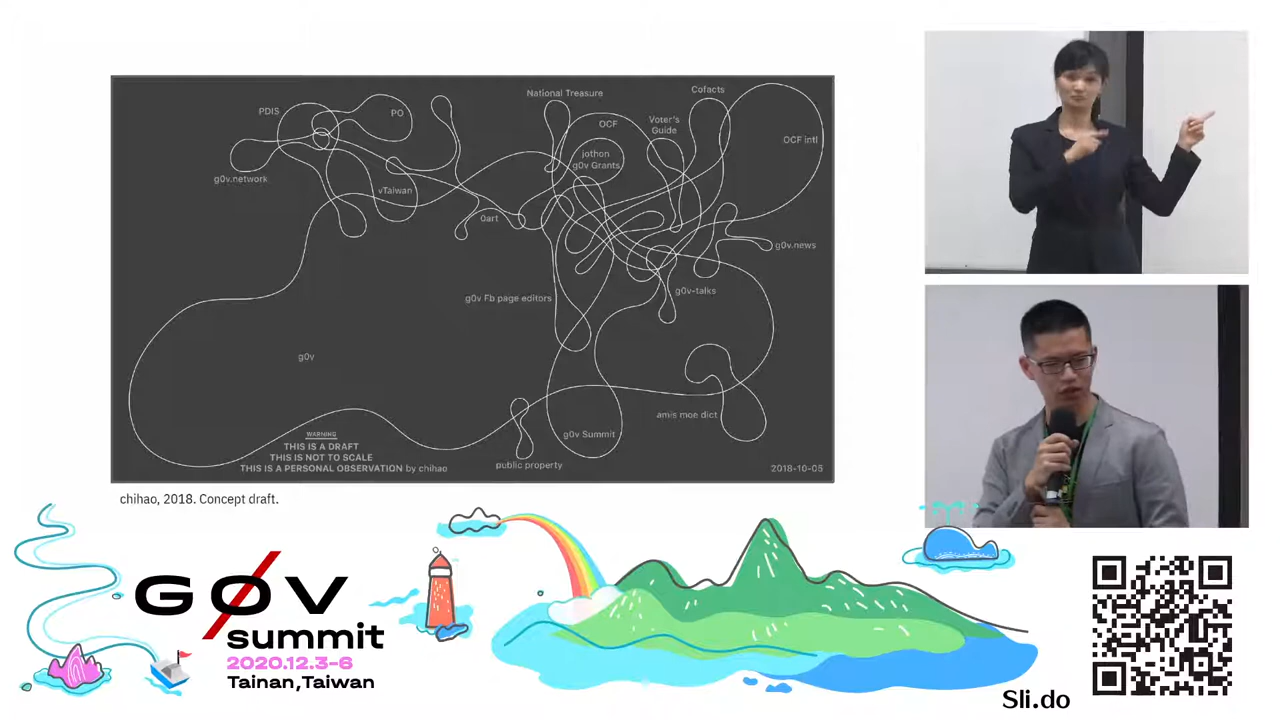 National Treasure
Cofacts
PDIS
PO
OCF
Voter's
Guide
OCF intl
jothon
g0v Grants
g0v.network
vTaiwan
0art
g0v.news
g0v-talks
g0v Fb page editors
g0v
amis moe dict
g0v Summit
public property
WARNING
THIS IS A DRAFT
THIS IS NOT TO SCALE
THIS IS A PERSONAL OBSERVATION by chihao
2018-10-05
chihao, 2018. Concept draft.
G0V
summit
2020.12.3-6
Tainan,Taiwan
Sli.do